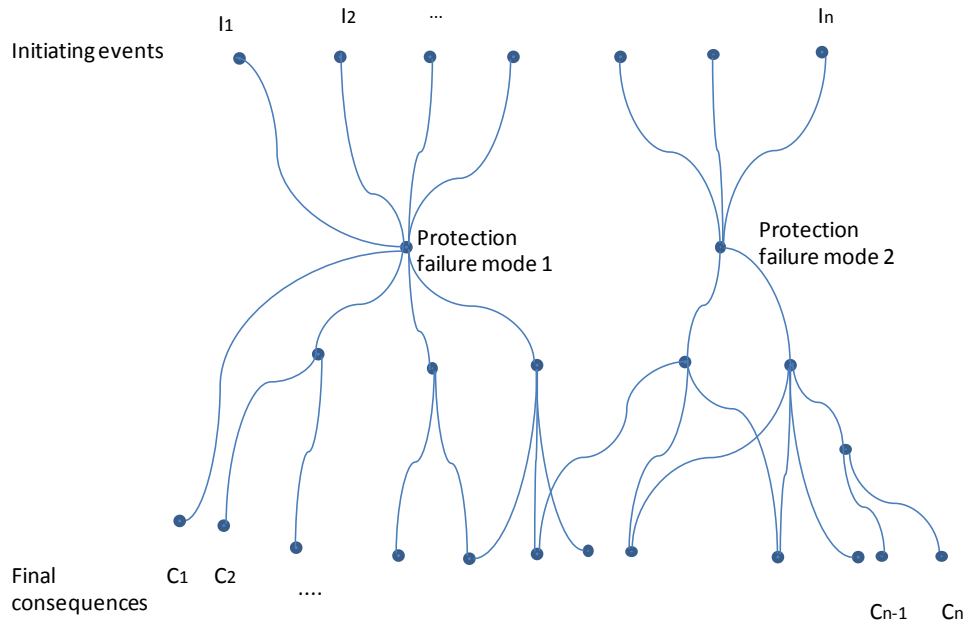 I1 I2 ... In
Initiating events
Protection
failure mode 1
Protection
failure mode 2
Final
consequences
C1 C2 .... Cn-1 Cn